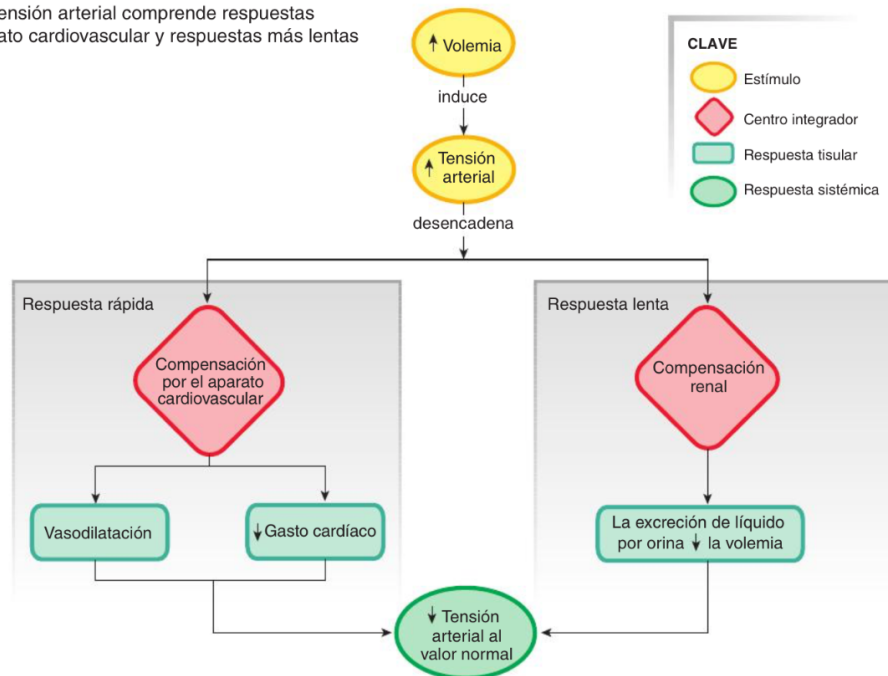 tensión arterial comprende respuestas
ato cardiovascular y respuestas más lentas
↑ Volemia
induce
↑ Tensión
arterial
desencadena
CLAVE
Estímulo
Centro integrador
Respuesta tisular
Respuesta sistémica
Respuesta rápida
Compensación
por el aparato
cardiovascular
Vasodilatación
↓ Gasto cardíaco
Respuesta lenta
Compensación
renal
La excreción de líquido
por orina ↓ la volemia
↓ Tensión
arterial al
valor normal